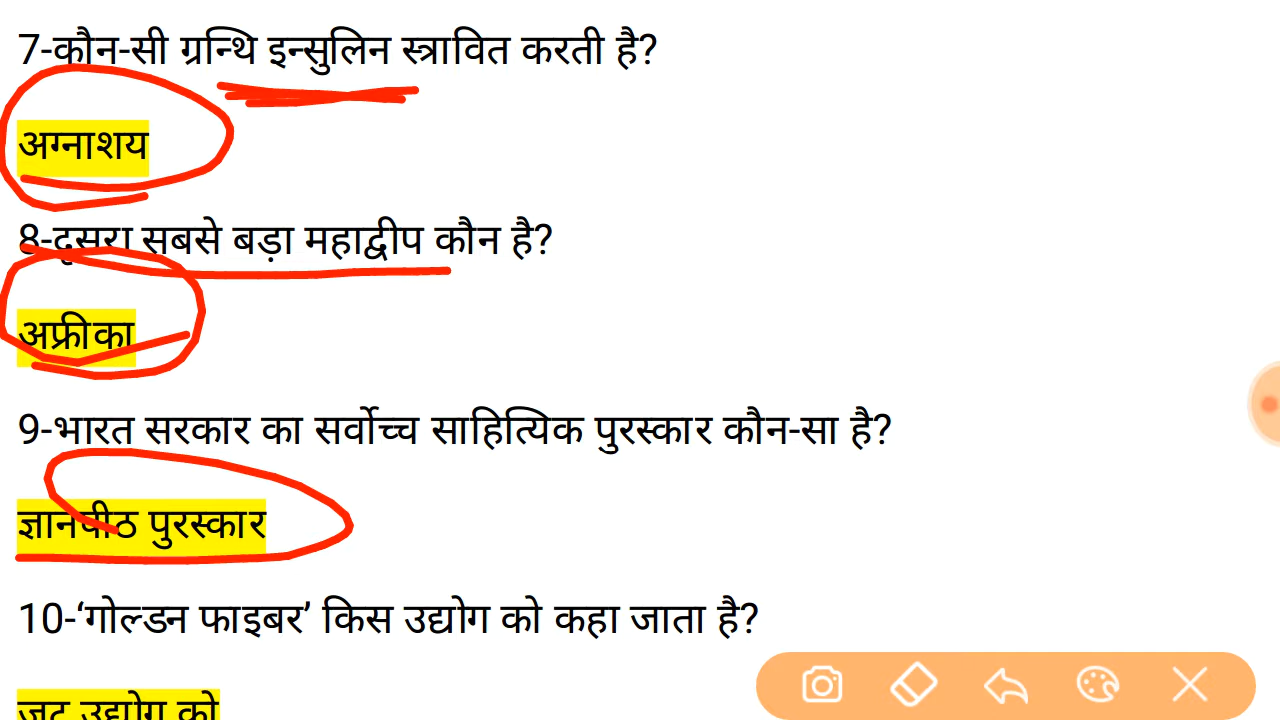 7-कौन-सी ग्रन्थि इन्सुलिन स्त्रावित करती है?
अग्नाशय
8-दूसरा सबसे बड़ा महाद्वीप कौन है?
अफ्रीका
9-भारत सरकार का सर्वोच्च साहित्यिक पुरस्कार कौन-सा है?
ज्ञानपीठ पुरस्कार
10-‘गोल्डन फाइबर’ किस उद्योग को कहा जाता है?
जूट उद्योग को